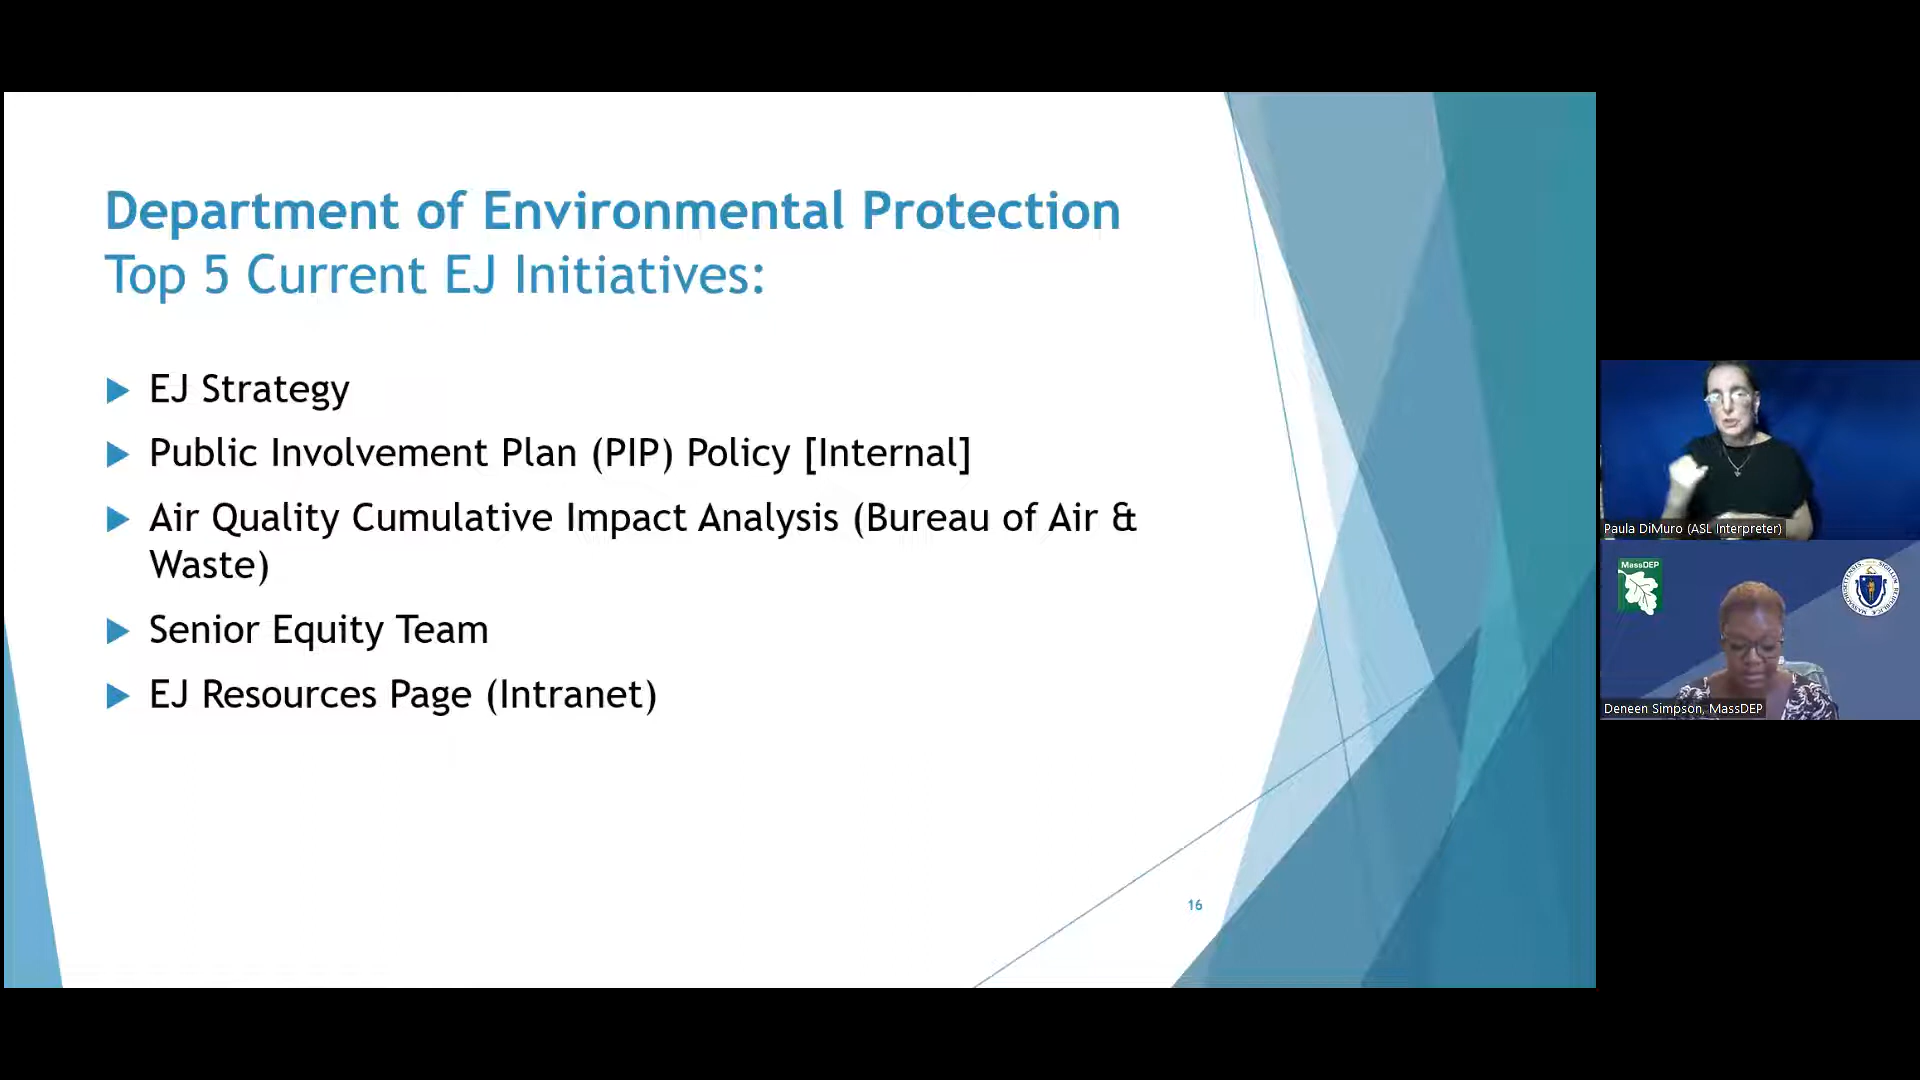 Department of Environmental Protection
Top 5 Current EJ Initiatives:
EJ Strategy
Public Involvement Plan (PIP) Policy [Internal]
Air Quality Cumulative Impact Analysis (Bureau of Air &
Waste)
Senior Equity Team
EJ Resources Page (Intranet)
16
Paula DiMuro (ASL Interpreter)
MassDEP
Deneen Simpson, MassDEP